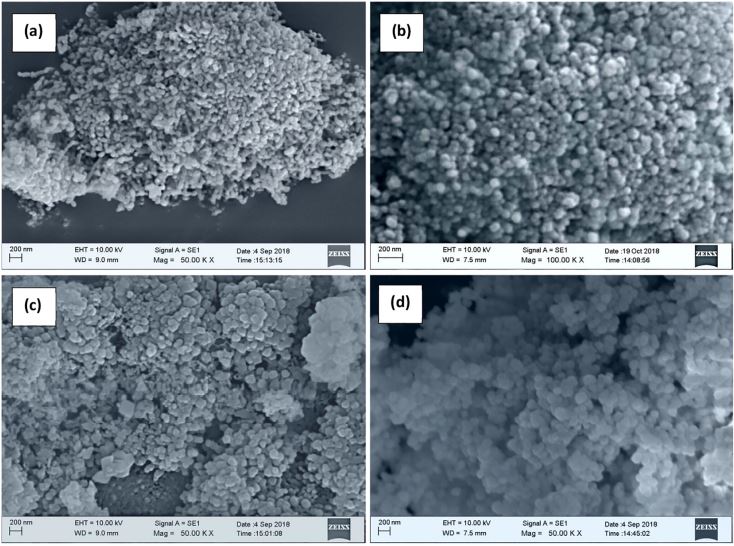 (a)
200 nm EHT = 10.00 kV Signal A = SE1 Date :4 Sep 2018
WD = 9.0 mm Mag = 50.00 K X Time :15:13:15
ZEISS
(b)
200 nm EHT = 10.00 kV Signal A = SE1 Date :19 Oct 2018
WD = 7.5 mm Mag = 100.00 K X Time :14:08:56
ZEISS
(c)
200 nm EHT = 10.00 kV Signal A = SE1 Date :4 Sep 2018
WD = 9.0 mm Mag = 50.00 K X Time :15:01:08
ZEISS
(d)
200 nm EHT = 10.00 kV Signal A = SE1 Date :4 Sep 2018
WD = 7.5 mm Mag = 50.00 K X Time :14:45:02
ZEISS